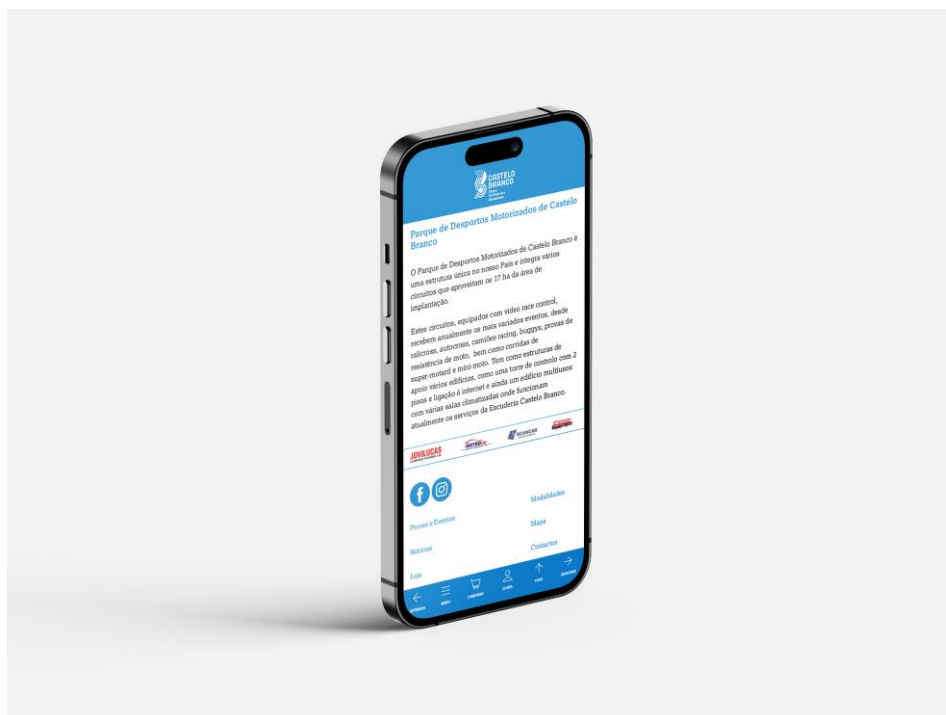 CASTELO
BRANCO
Parque de Desportos Motorizados de Castelo
Branco
O Parque de Desportos Motorizados de Castelo Branco é
uma estrutura única no nosso País e integra vários
circuitos que aproveitam os 17 ha da área de
implantação.
Estes circuitos, equipados com vídeo race control,
recebem anualmente os mais variados eventos, desde
ralicross, autocross, camiões racing, buggys, provas de
resistência de moto, bem como corridas de
super-motard e mini-moto. Tem como estruturas de
apoio vários edifícios, como uma torre de controlo com 2
pisos e ligação à internet e ainda um edifício multiusos
com várias salas climatizadas onde funcionam
atualmente os serviços da Escuderia Castelo Branco.
JOVILUCAS
SCANCAR
Provas e Eventos
Modalidades
Notícias
Mapa
Loja
Contactos
MENU
CARRINHO
TOPO